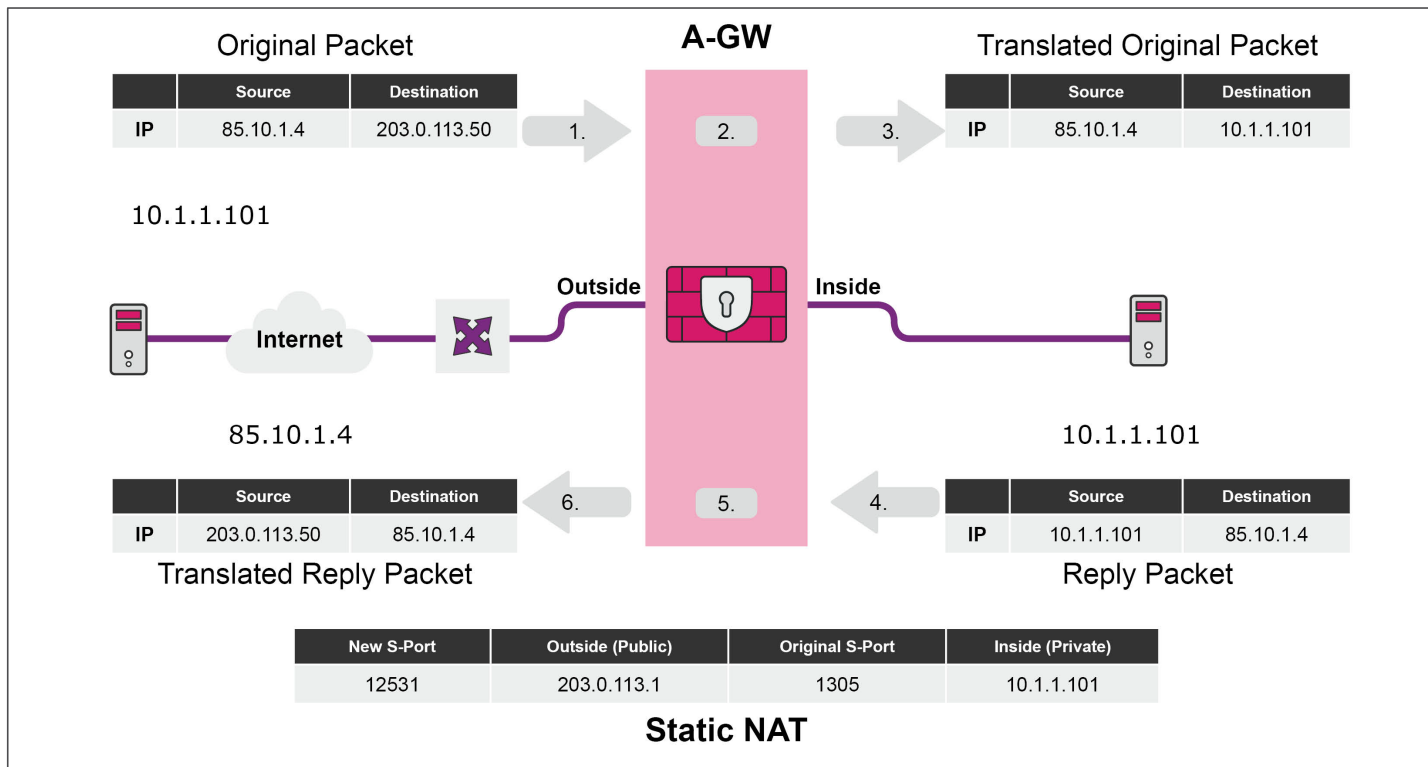 A-GW
Original Packet
Source Destination
IP 85.10.1.4 203.0.113.50
1.
2.
3.
Translated Original Packet
Source Destination
IP 85.10.1.4 10.1.1.101
10.1.1.101
Internet
Outside
Inside
85.10.1.4
10.1.1.101
Source Destination
IP 203.0.113.50 85.10.1.4
Translated Reply Packet
6.
5.
4.
Source Destination
IP 10.1.1.101 85.10.1.4
Reply Packet
New S-Port Outside (Public) Original S-Port Inside (Private)
12531 203.0.113.1 1305 10.1.1.101
Static NAT